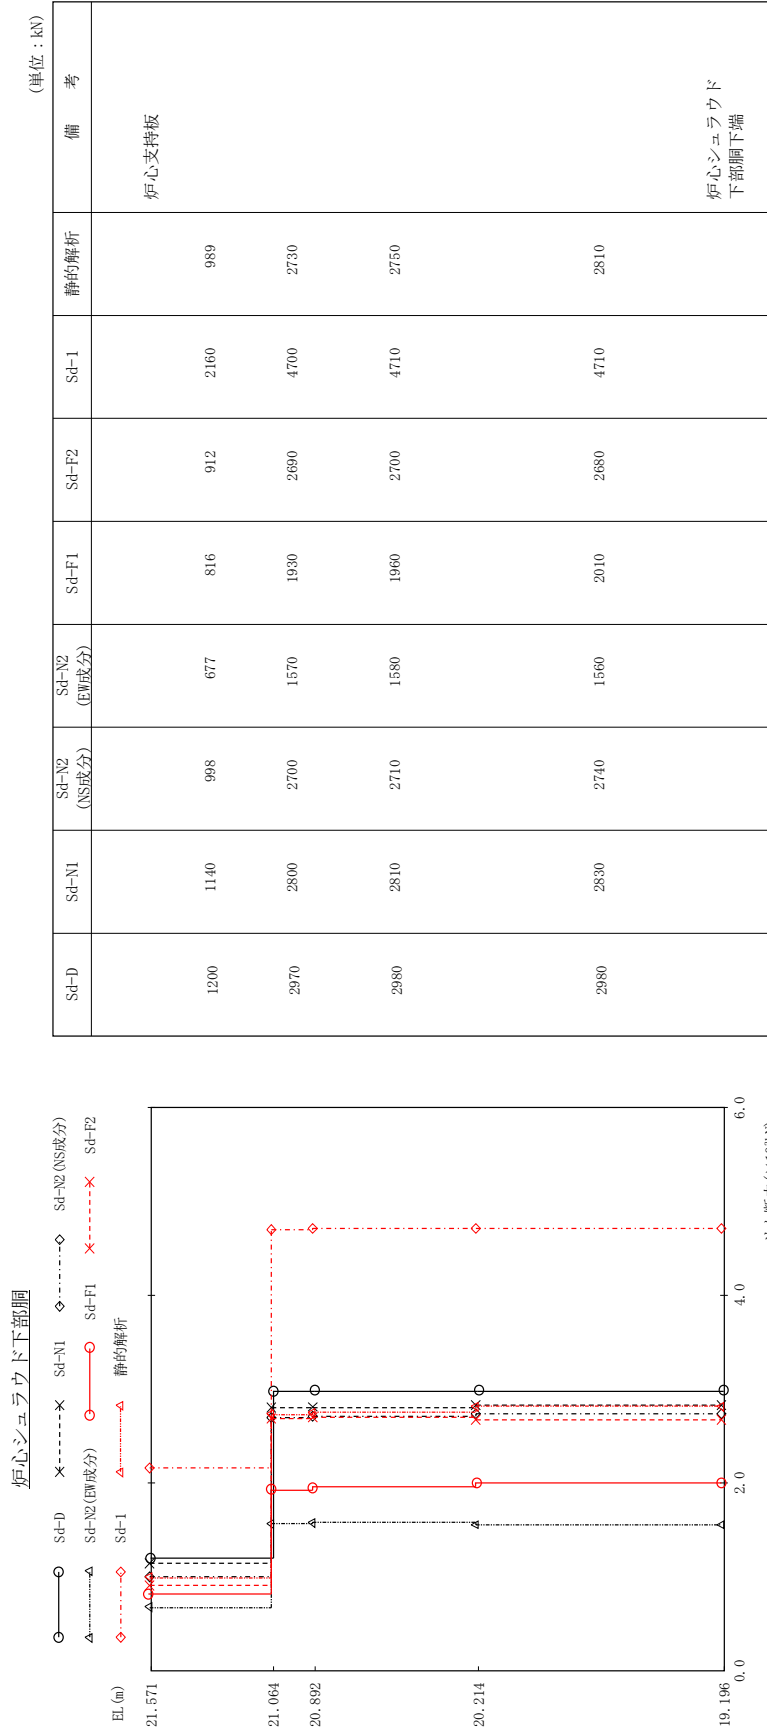 炉心シュラウド下部胴
Sd-D
Sd-N1
Sd-N2(NS成分)
Sd-N2(EW成分)
Sd-F1
Sd-F2
Sd-1
静的解析
EL(m)
21.571
21.064
20.892
20.214
19.196
0.0 2.0 4.0 6.0
(単位：kN)
Sd-D Sd-N1 Sd-N2 (NS成分) Sd-N2 (EW成分) Sd-F1 Sd-F2 Sd-1 静的解析 備 考
炉心支持板
1200 1140 998 677 816 912 2160 989
2970 2800 2700 1570 1930 2690 4700 2730
2980 2810 2710 1580 1960 2700 4710 2750
2980 2830 2740 1560 2010 2680 4710 2810
炉心シュラウド
下部胴下端